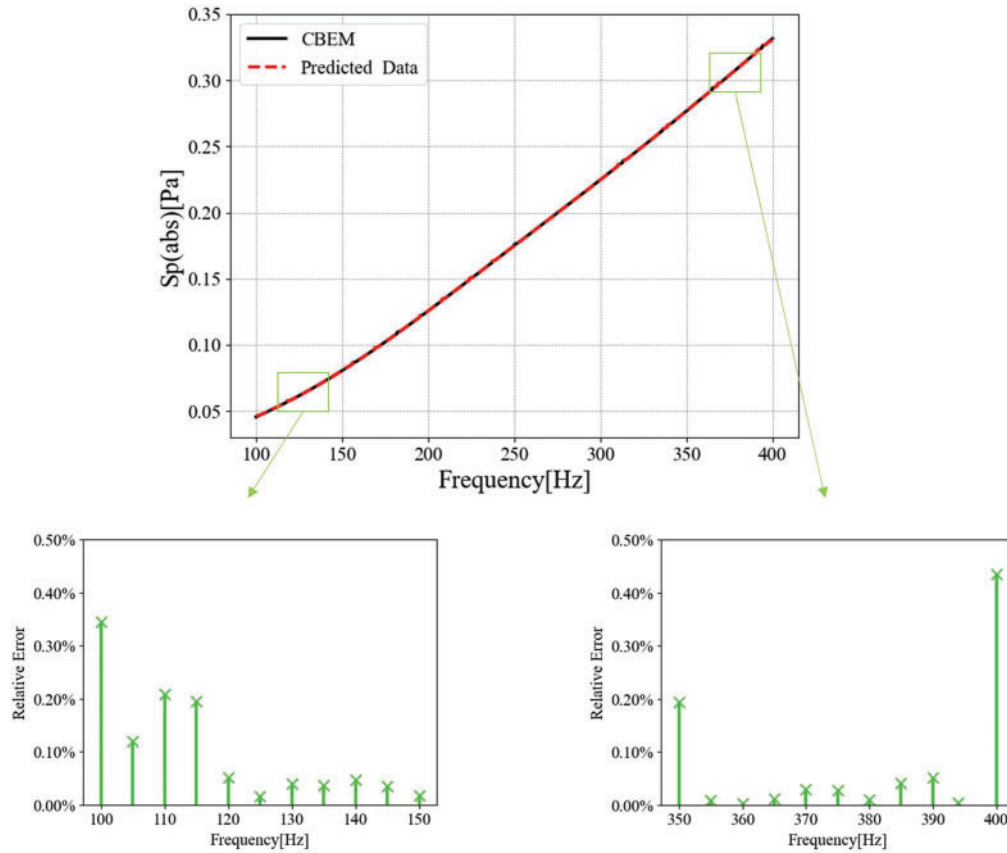 0.35
0.30
0.25
0.20
0.15
0.10
0.05
Sp(abs)[Pa]
CBEM
Predicted Data
100 150 200 250 300 350 400
Frequency[Hz]
0.50%
0.40%
0.30%
0.20%
0.10%
0.00%
Relative Error
100 110 120 130 140 150
Frequency[Hz]
0.50%
0.40%
0.30%
0.20%
0.10%
0.00%
Relative Error
350 360 370 380 390 400
Frequency[Hz]